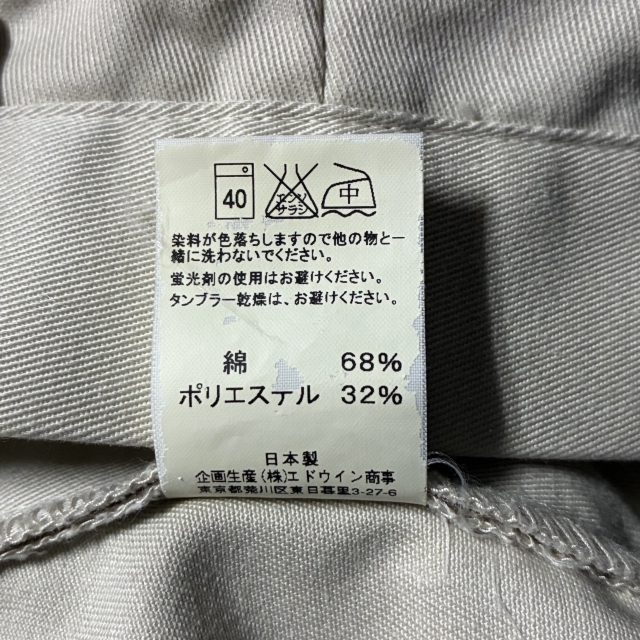 40 エンソサラシ 中
染料が色落ちしますので他の物と一
緒に洗わないでください。
蛍光剤の使用はお避けください。
タンブラー乾燥は、お避けください。
綿 68%
ポリエステル 32%
日本製
企画生産(株)エドウイン商事
東京都荒川区東日暮里3-27-6